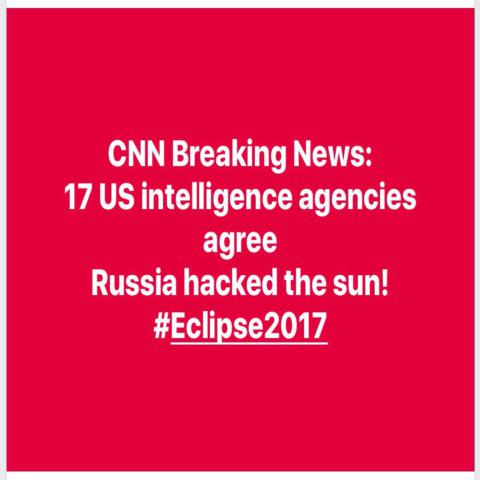 CNN Breaking News:
17 US intelligence agencies
agree
Russia hacked the sun!
#Eclipse2017